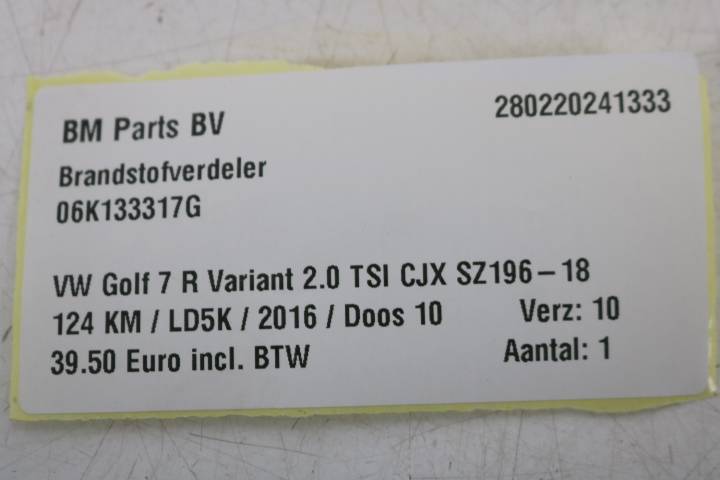 BM Parts BV 280220241333
Brandstofverdeler
06K133317G
VW Golf 7 R Variant 2.0 TSI CJX SZ196-18
124 KM / LD5K / 2016 / Doos 10 Verz: 10
39.50 Euro incl. BTW Aantal: 1